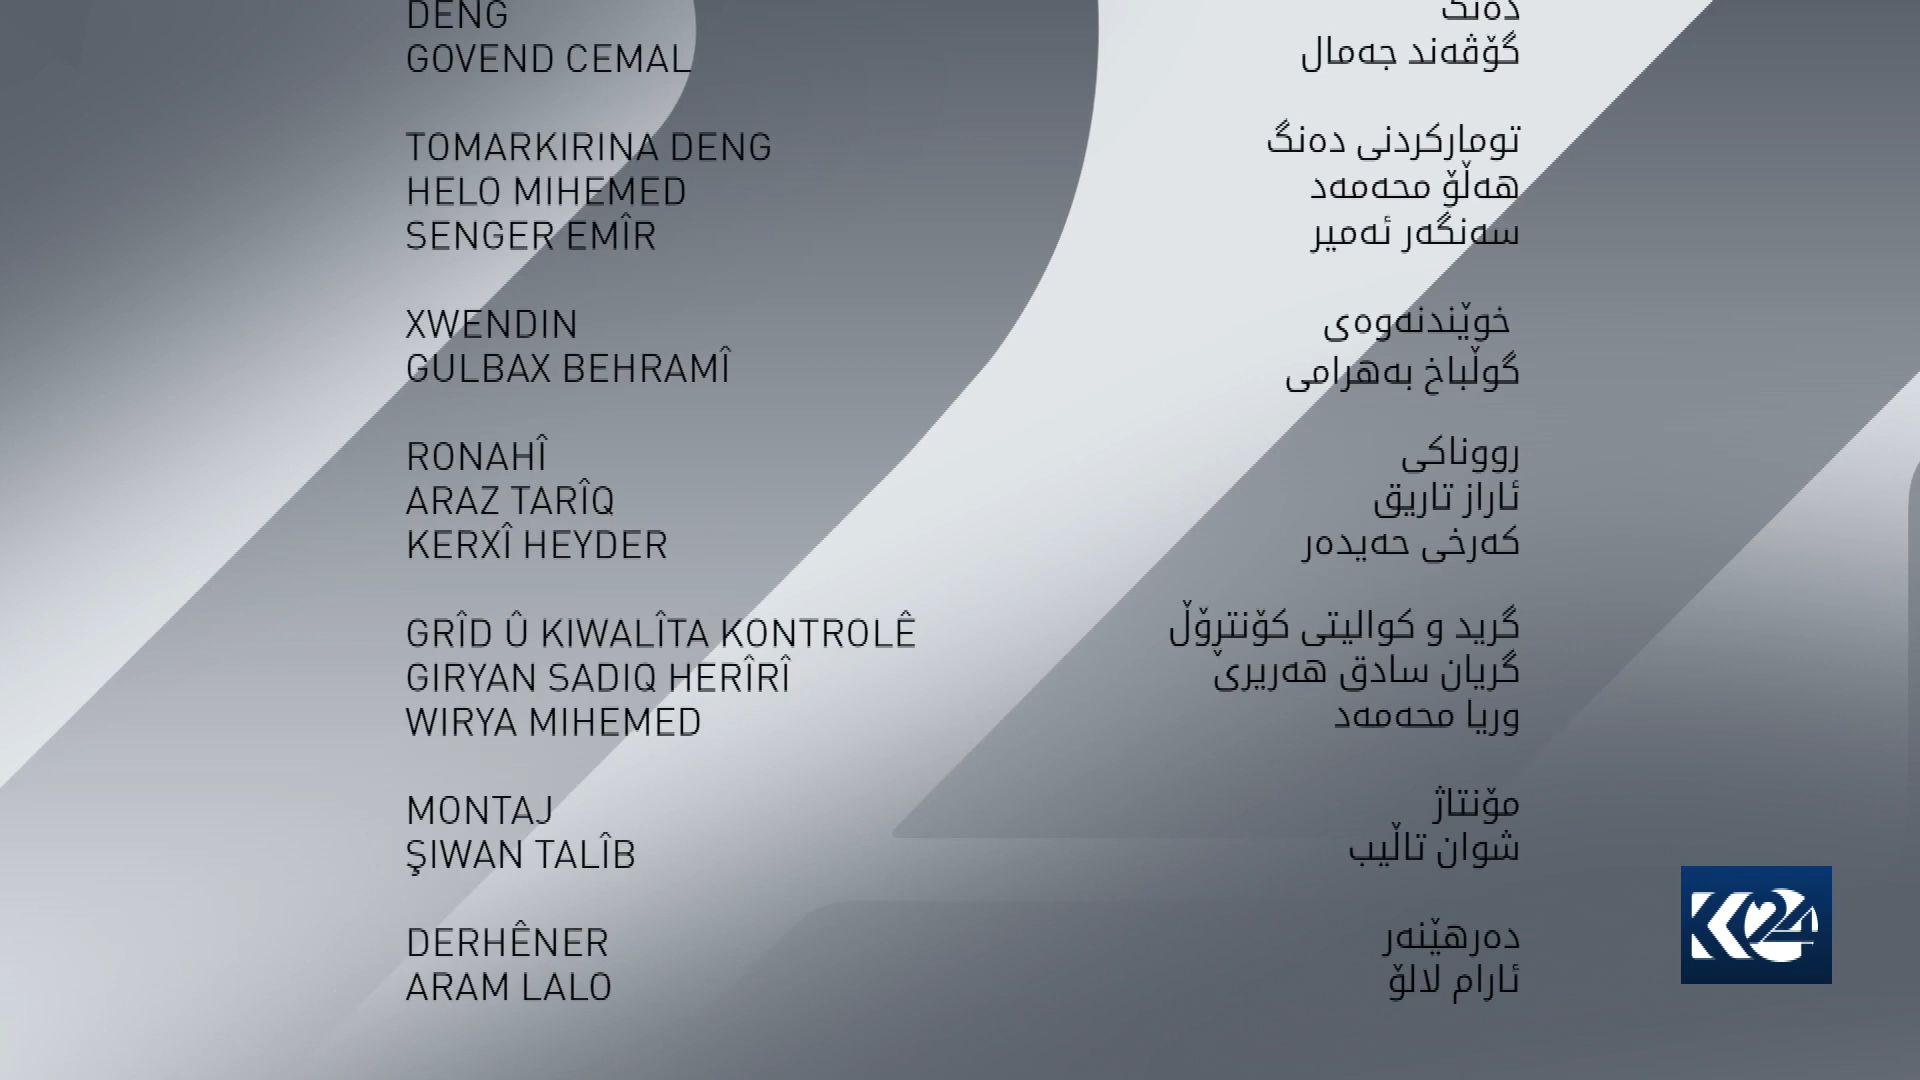 DENG
GOVEND CEMAL
TOMARKIRINA DENG
HELO MIHEMED
SENGER EMÎR
XWENDIN
GULBAX BEHRAMÎ
RONAHÎ
ARAZ TARÎQ
KERXÎ HEYDER
GRÎD Û KIWALÎTA KONTROLÊ
GIRYAN SADIQ HERÎRÎ
WIRYA MIHEMED
MONTAJ
ŞIWAN TALÎB
DERHÊNER
ARAM LALO
دەنگ
گۆڤەند جەمال
تومارکردنی دەنگ
هەڵۆ محەمەد
سەنگەر ئەمیر
خوێندنەوەی
گوڵباخ بەهرامی
رووناکی
ئاراز تاریق
کەرخی حەیدەر
گرید و کوالیتی کۆنترۆڵ
گریان سادق هەریری
وریا محەمەد
مۆنتاژ
شوان تاڵیب
دەرهێنەر
ئارام لالۆ
K24